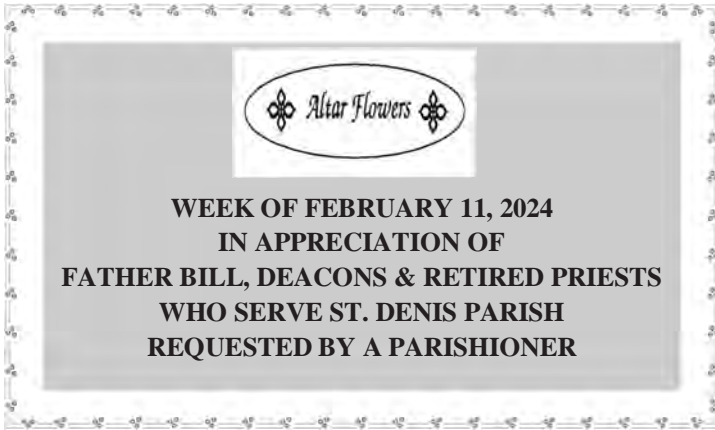 Altar Flowers
WEEK OF FEBRUARY 11, 2024
IN APPRECIATION OF
FATHER BILL, DEACONS & RETIRED PRIESTS
WHO SERVE ST. DENIS PARISH
REQUESTED BY A PARISHIONER